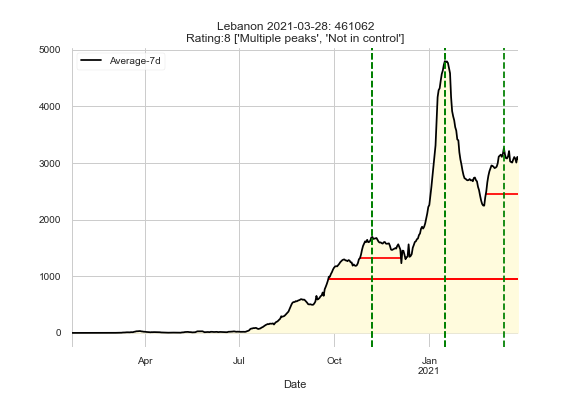 Lebanon 2021-03-28: 461062
Rating:8 ['Multiple peaks', 'Not in control']
Average-7d
5000
4000
3000
2000
1000
0
Apr
Jul
Oct
Jan
2021
Date